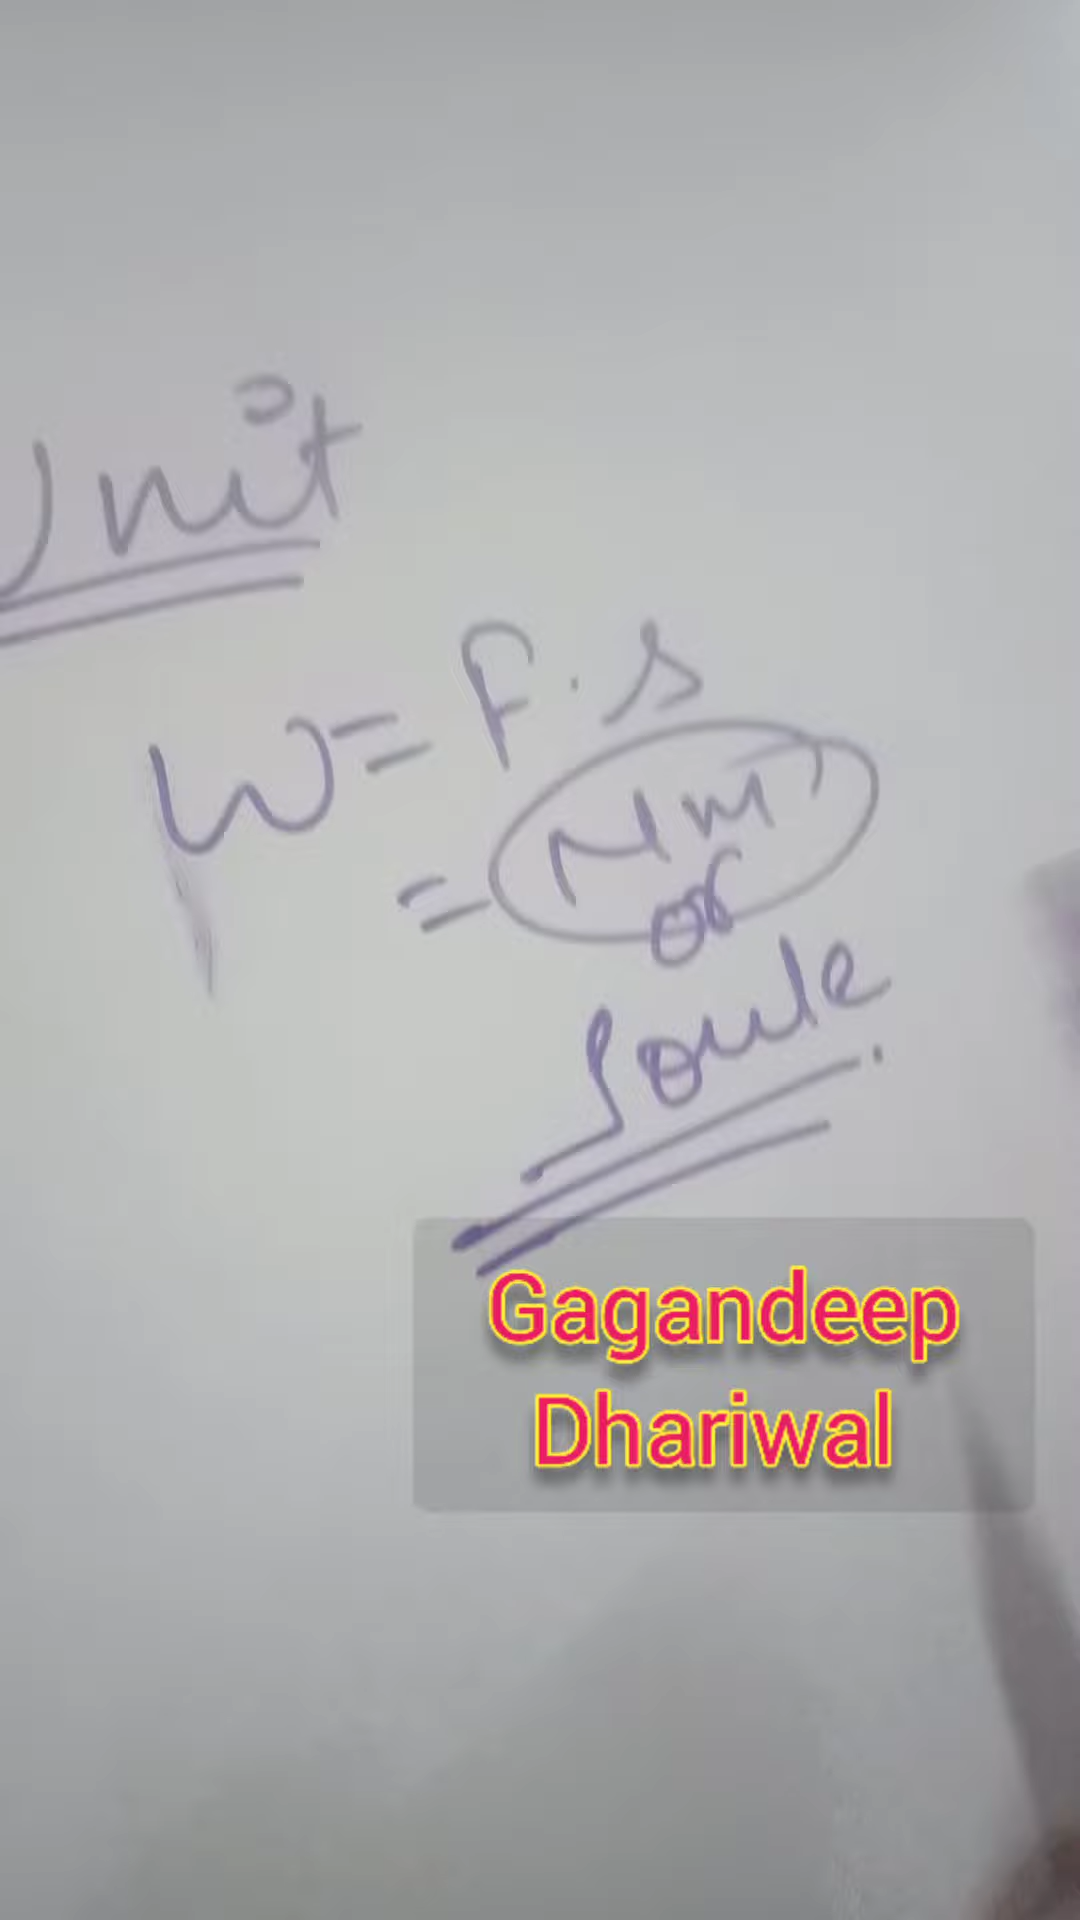 Unit
W = F . s
= Nm
or
Joule.
Gagandeep
Dhariwal